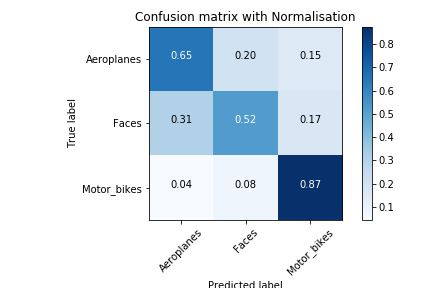 Confusion matrix with Normalisation
True label
Aeroplanes 0.65 0.20 0.15
Faces 0.31 0.52 0.17
Motor_bikes 0.04 0.08 0.87
Aeroplanes Faces Motor_bikes
Predicted label
0.8
0.7
0.6
0.5
0.4
0.3
0.2
0.1